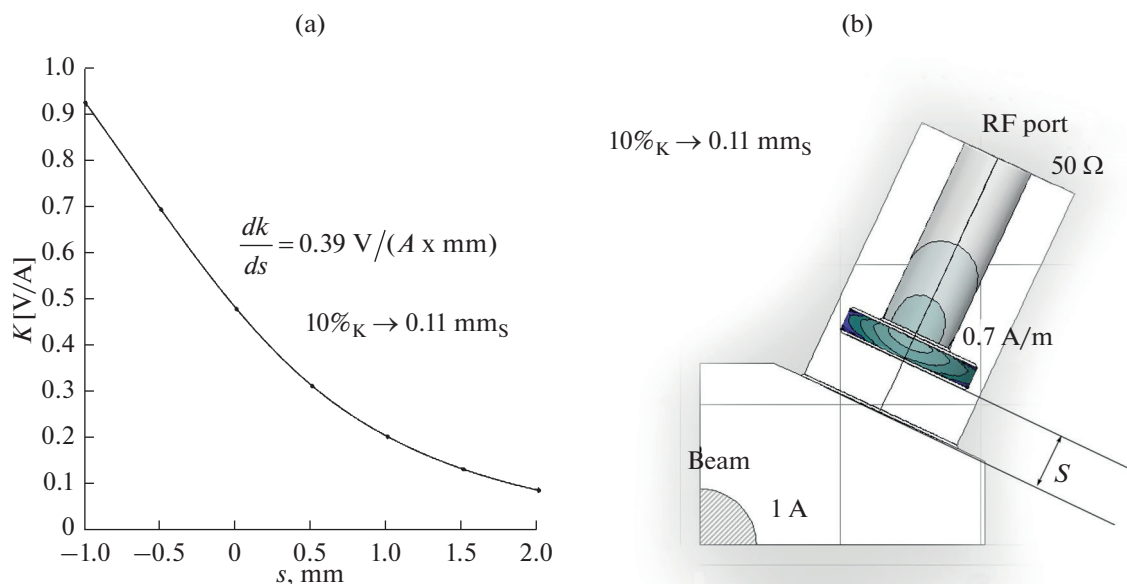 (a)
1.0
0.9
0.8
0.7
0.6
0.5
0.4
0.3
0.2
0.1
0
K [V/A]
−1.0 −0.5 0 0.5 1.0 1.5 2.0
s, mm
dk/ds = 0.39 V/(A x mm)
10%K → 0.11 mmS
(b)
10%K → 0.11 mmS
RF port
50 Ω
0.7 A/m
Beam
1 A
S